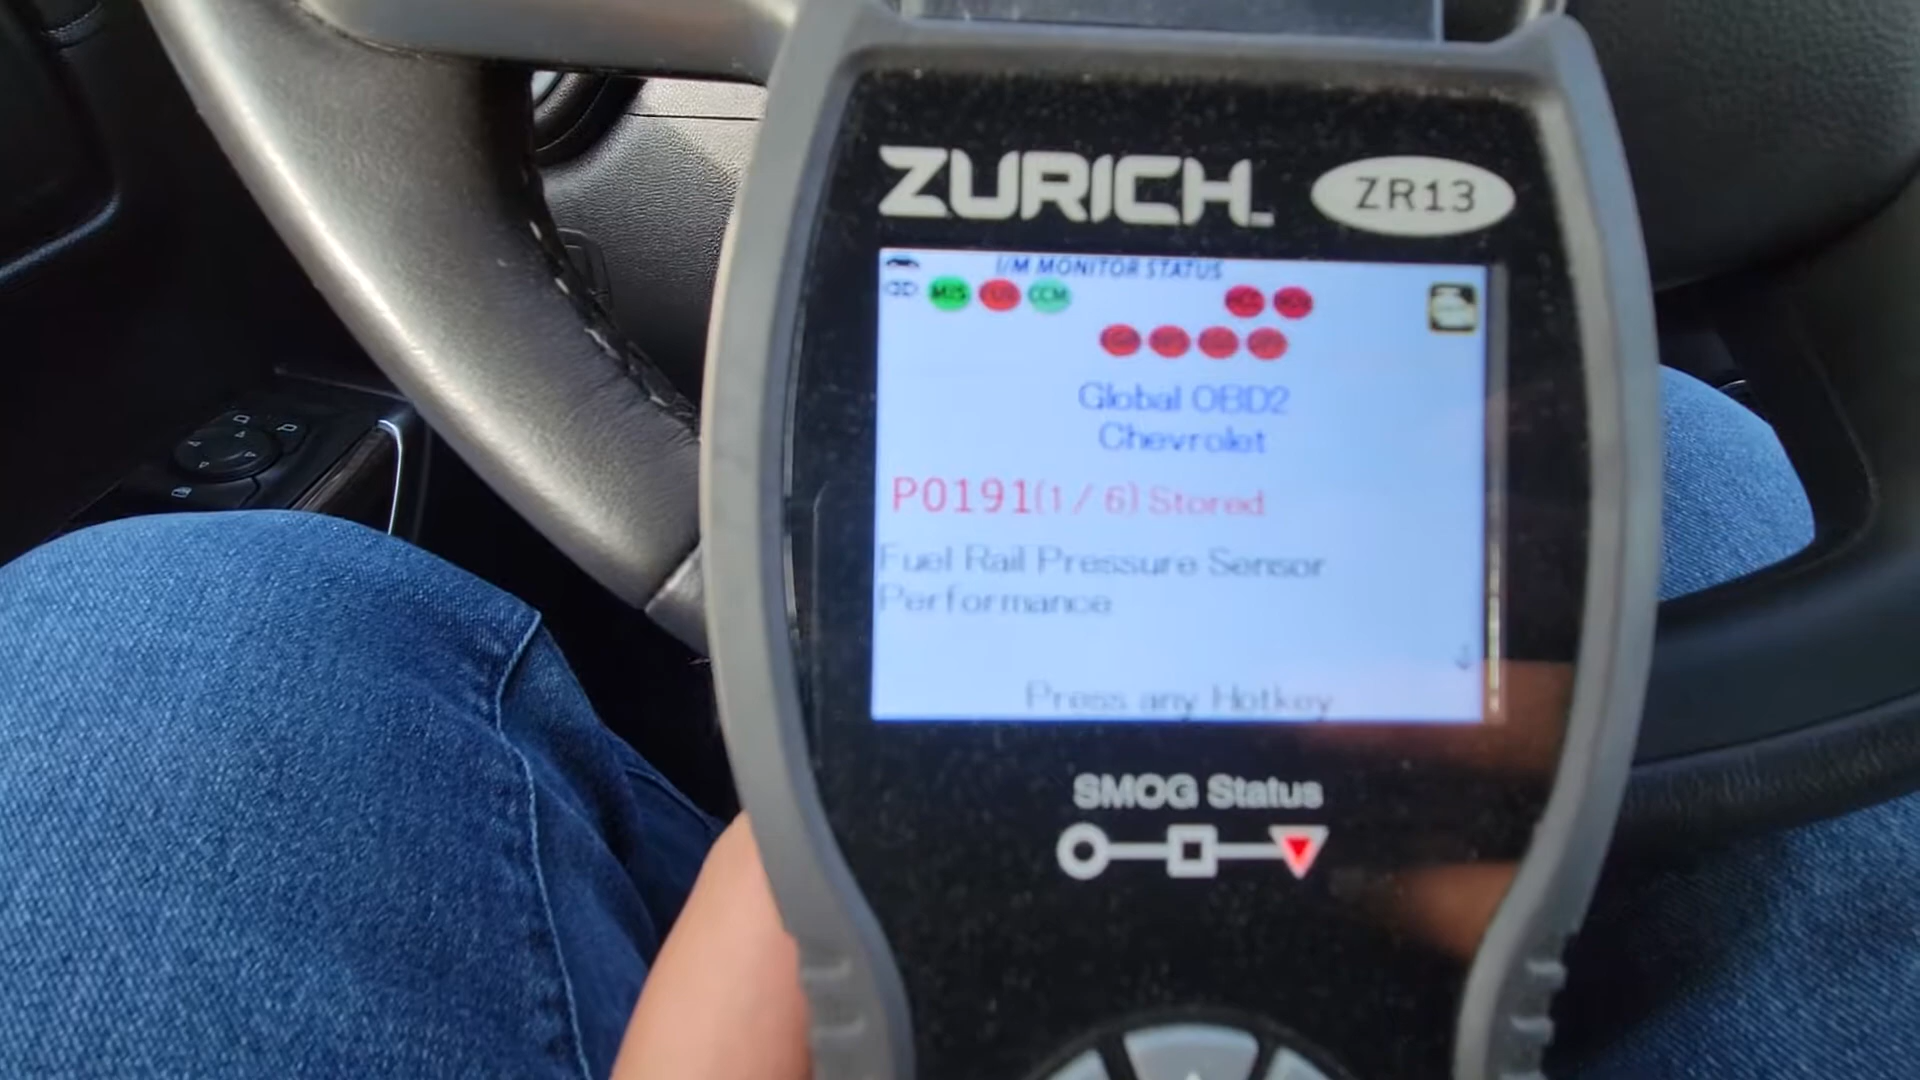 ZURICH
ZR13
I/M MONITOR STATUS
MIS FUE CCM
Global OBD2
Chevrolet
P0191(1 / 6) Stored
Fuel Rail Pressure Sensor
Performance
Press any Hotkey
SMOG Status